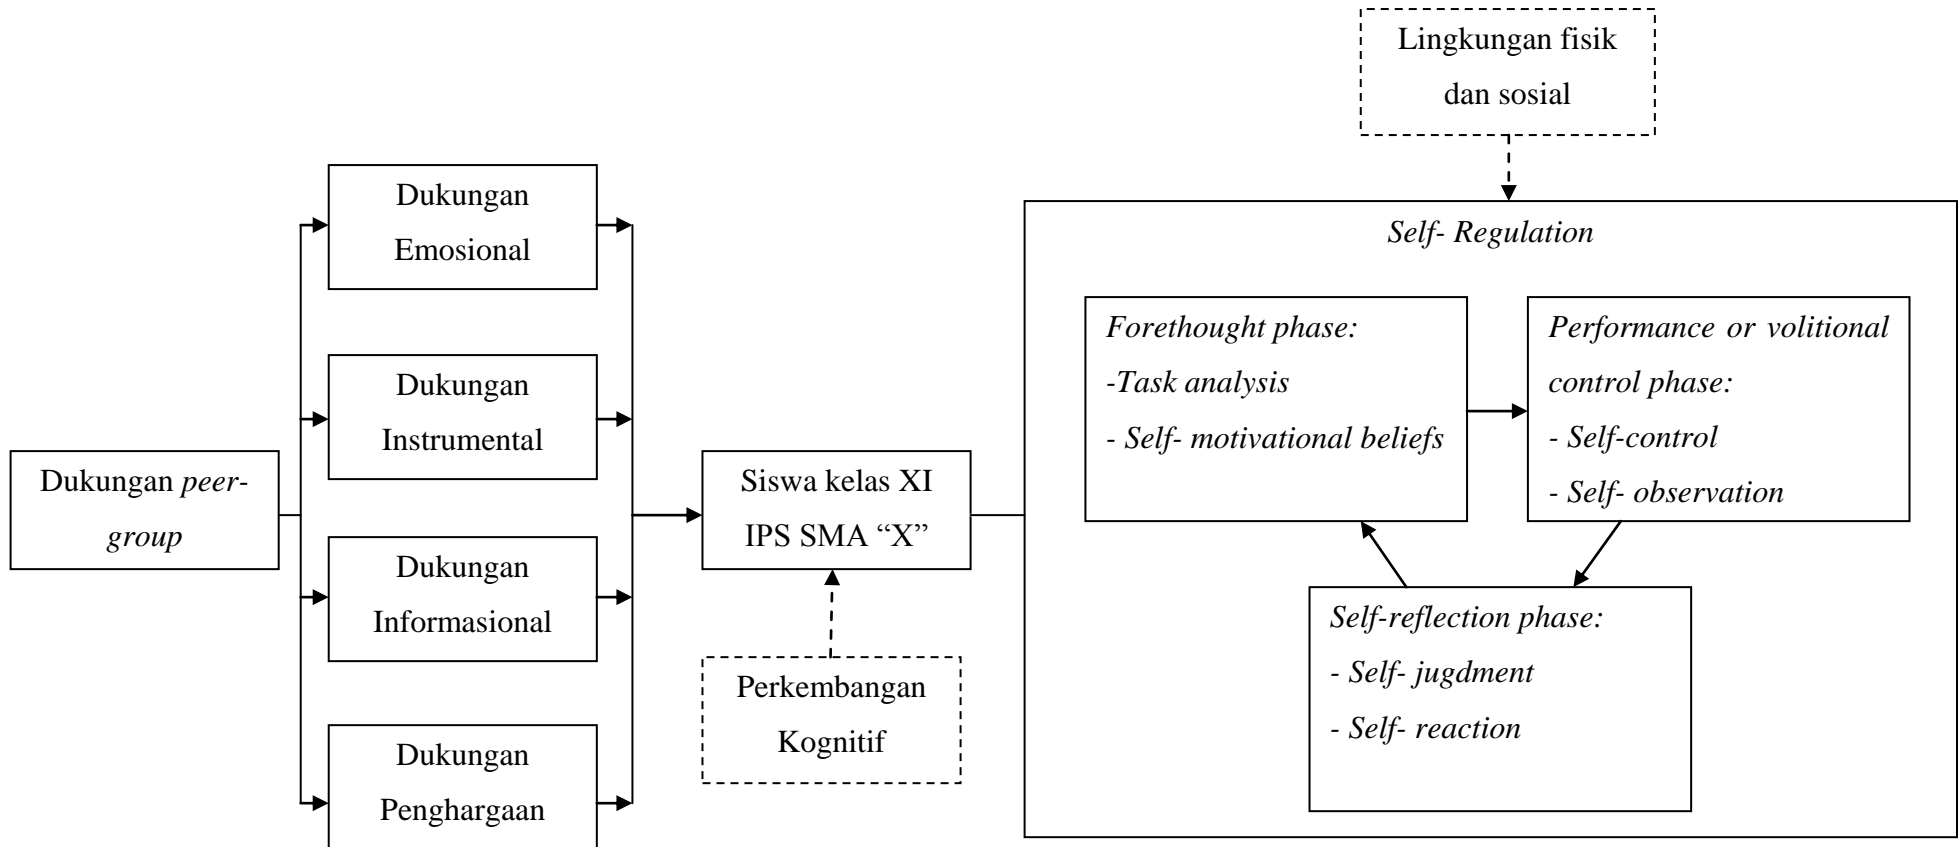 Lingkungan fisik
dan sosial
Dukungan
Emosional
Dukungan
Instrumental
Dukungan peer-
group
Dukungan
Informasional
Dukungan
Penghargaan
Siswa kelas XI
IPS SMA “X”
Perkembangan
Kognitif
Self- Regulation
Forethought phase:
-Task analysis
- Self- motivational beliefs
Performance or volitional
control phase:
- Self-control
- Self- observation
Self-reflection phase:
- Self- jugdment
- Self- reaction